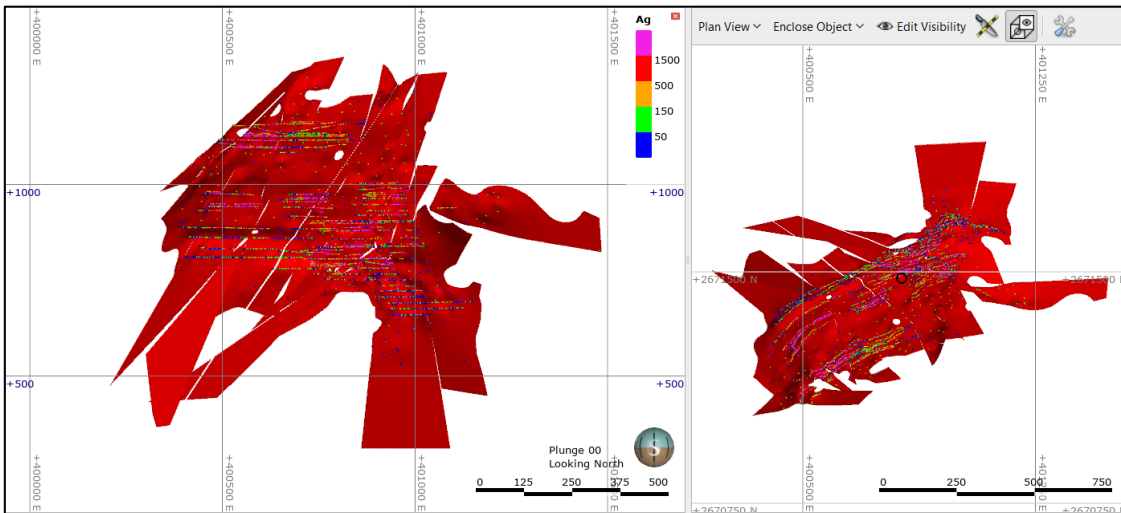 +400000 E
+400500 E
+401000 E
+401500 E
Ag
1500
500
150
50
+1000
+1000
+500
+500
Plunge 00
Looking North
S
0 125 250 375 500
+400000 E
+400500 E
+401000 E
+401500 E
Plan View
Enclose Object
Edit Visibility
+400500 E
+401250 E
+2671500 N
+2671500 N
0 250 500 750
+2670750 N
+400500 E
+401250 E
+2670750 N